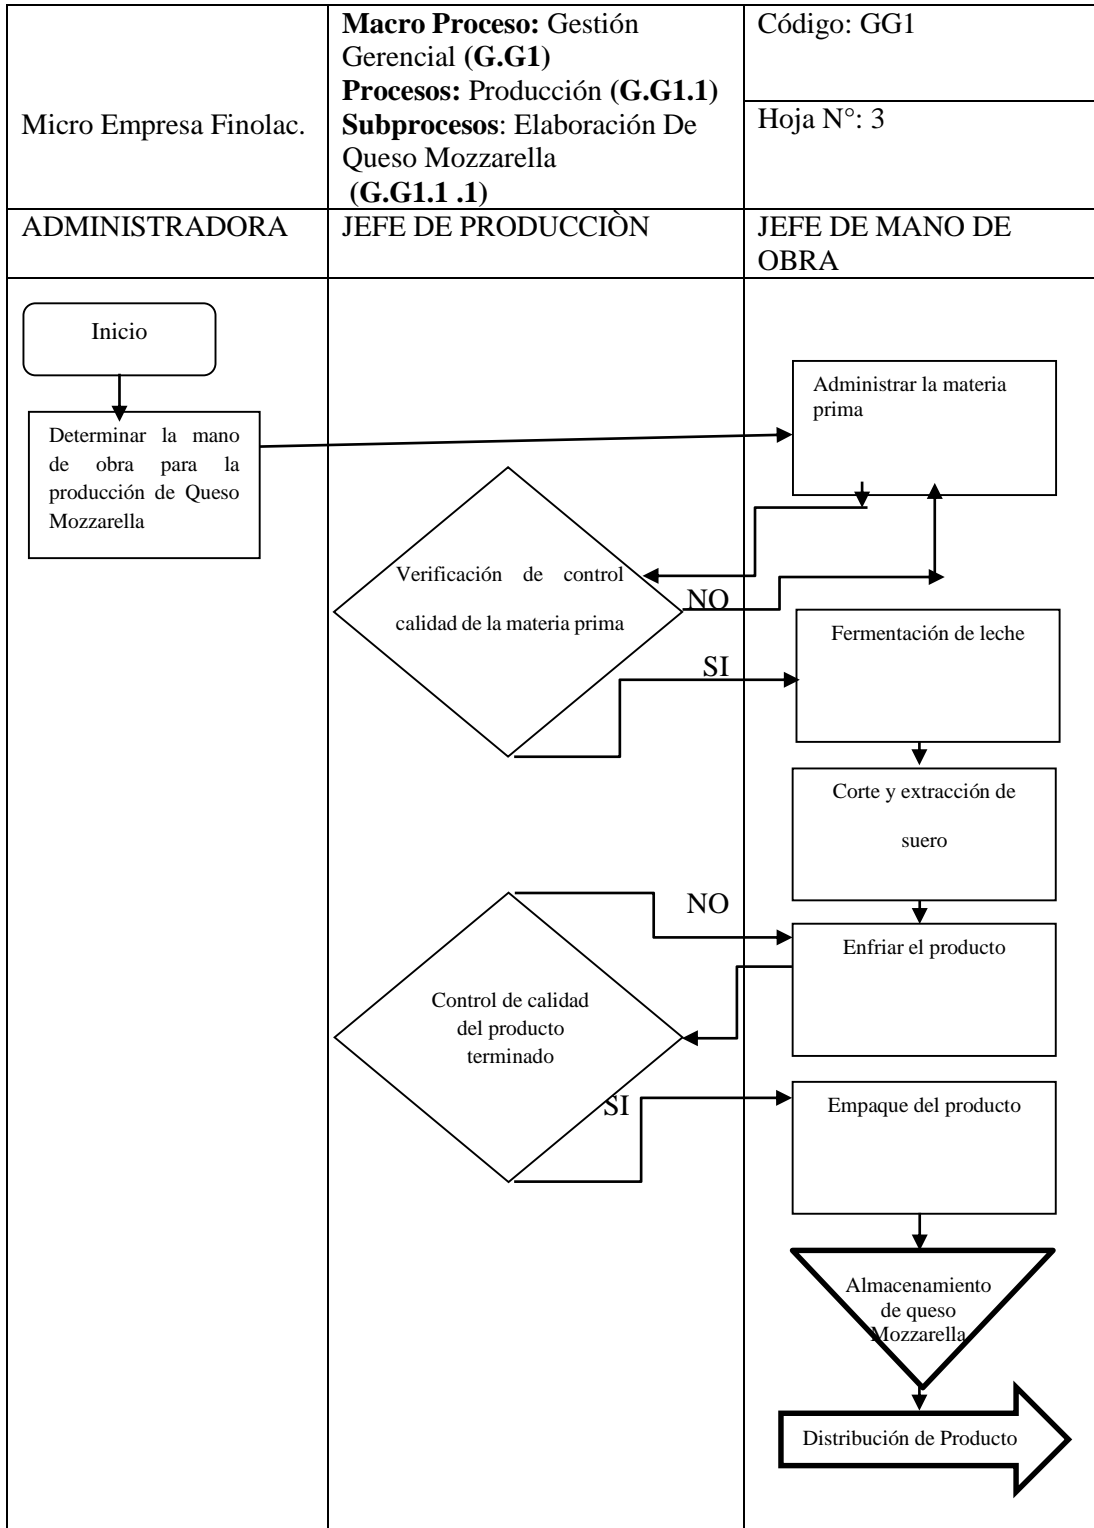 Micro Empresa Finolac.
Macro Proceso: Gestión
Gerencial (G.G1)
Procesos: Producción (G.G1.1)
Subprocesos: Elaboración De
Queso Mozzarella
(G.G1.1 .1)
Código: GG1
Hoja N°: 3
ADMINISTRADORA
JEFE DE PRODUCCIÒN
JEFE DE MANO DE
OBRA
Inicio
Determinar la mano
de obra para la
producción de Queso
Mozzarella
Administrar la materia
prima
Verificación de control
calidad de la materia prima
NO
SI
Fermentación de leche
Corte y extracción de
suero
NO
Enfriar el producto
Control de calidad
del producto
terminado
SI
Empaque del producto
Almacenamiento
de queso
Mozzarella
Distribución de Producto